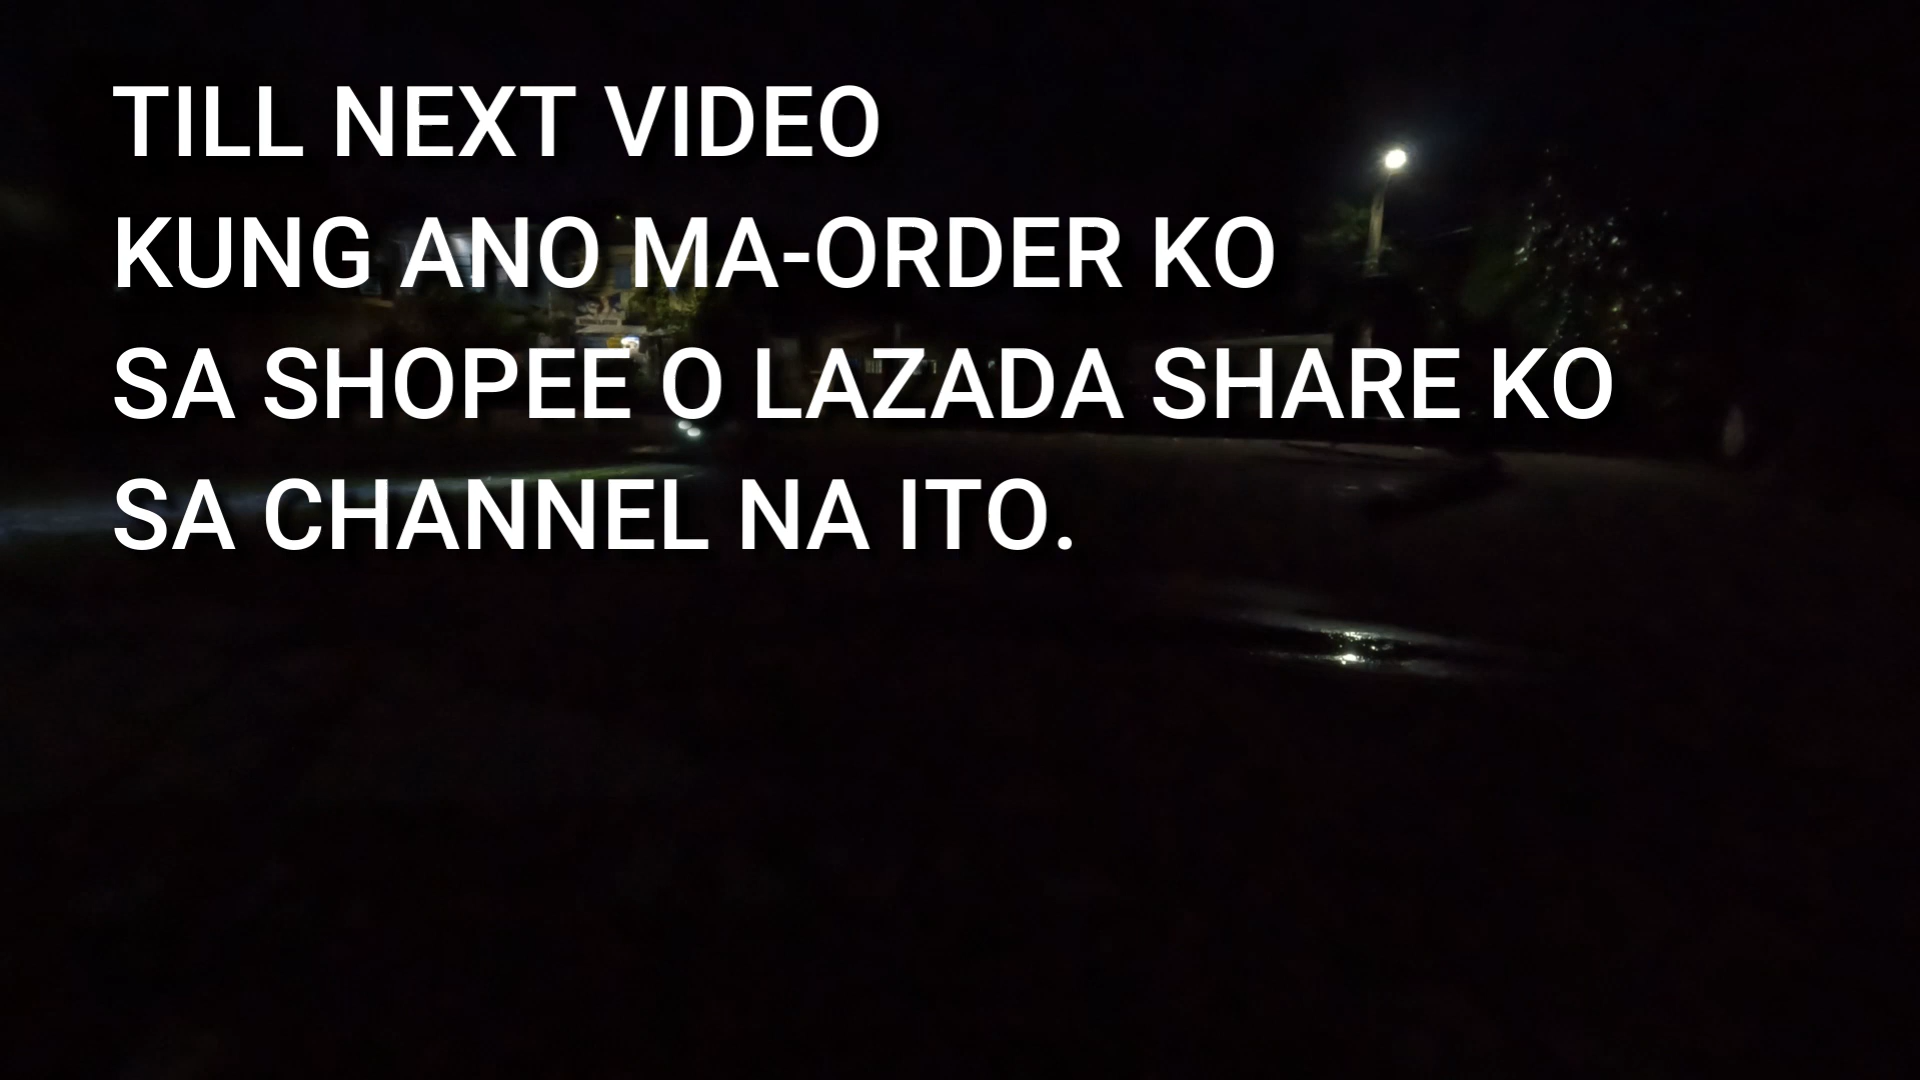 TILL NEXT VIDEO
KUNG ANO MA-ORDER KO
SA SHOPEE O LAZADA SHARE KO
SA CHANNEL NA ITO.